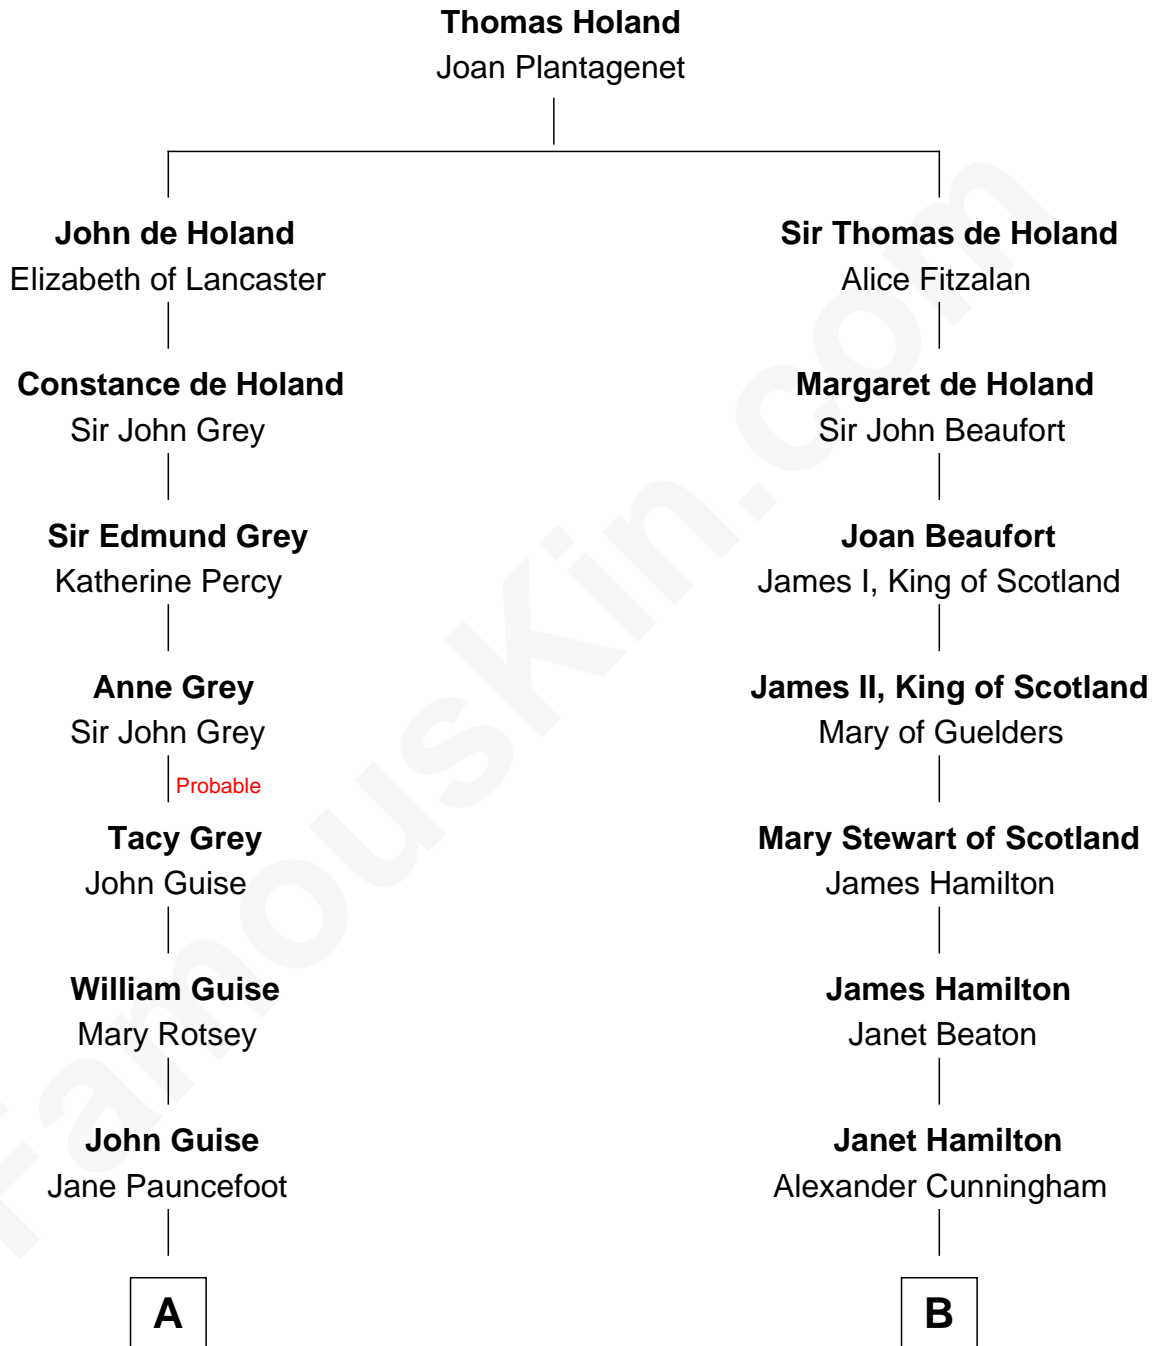 Thomas Holand
Joan Plantagenet
John de Holand
Elizabeth of Lancaster
Constance de Holand
Sir John Grey
Sir Edmund Grey
Katherine Percy
Anne Grey
Sir John Grey
Probable
Tacy Grey
John Guise
William Guise
Mary Rotsey
John Guise
Jane Pauncefoot
A
Sir Thomas de Holand
Alice Fitzalan
Margaret de Holand
Sir John Beaufort
Joan Beaufort
James I, King of Scotland
James II, King of Scotland
Mary of Guelders
Mary Stewart of Scotland
James Hamilton
James Hamilton
Janet Beaton
Janet Hamilton
Alexander Cunningham
B
FamousKin.com